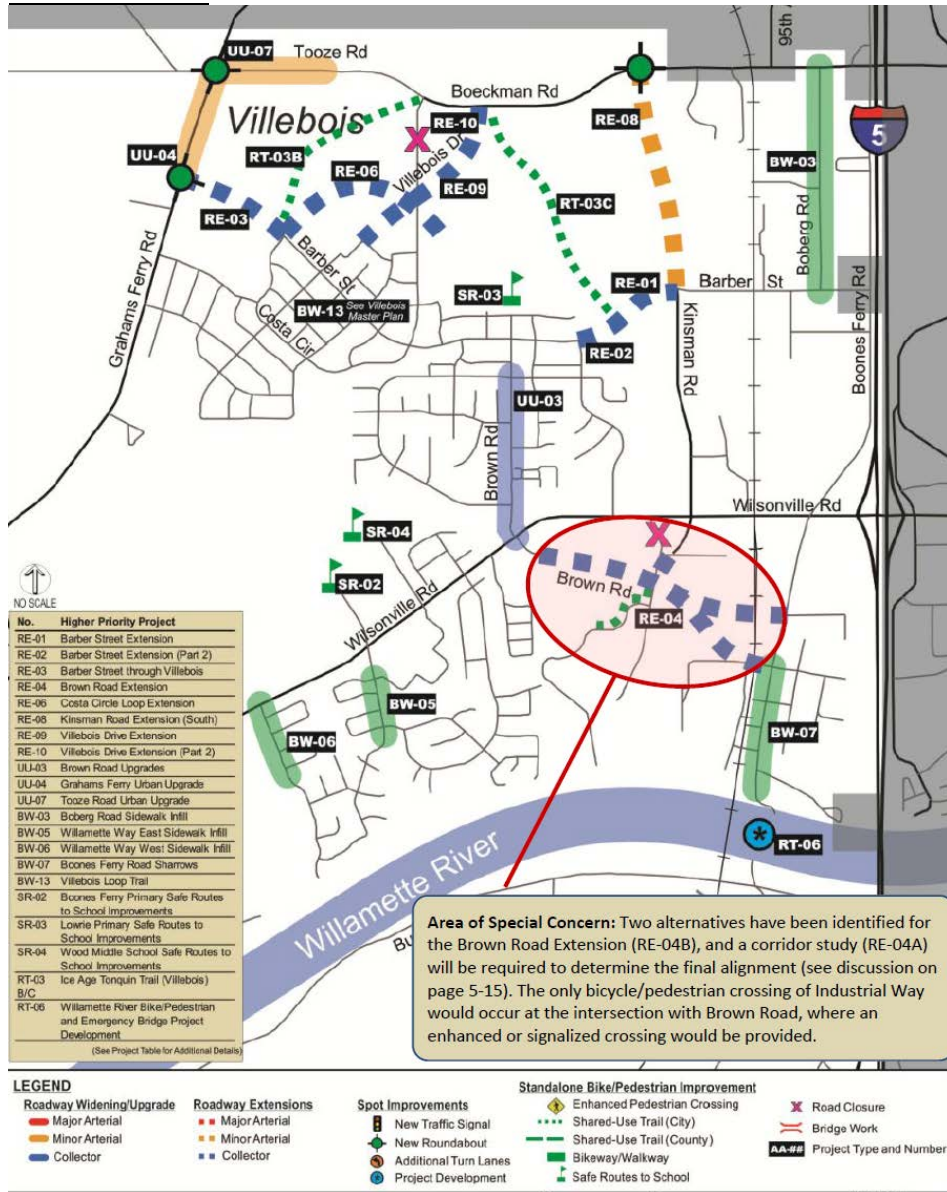 UU-07
Tooze Rd
95th
Boeckman Rd
Villebois
RE-10
RE-08
5
UU-04
RT-03B
Villebois Dr
BW-03
RE-06
RE-09
RT-03C
RE-03
Boberg Rd
Barber St
SR-03
RE-01
Barber St
Grahams Ferry Rd
BW-13 See Villebois
Master Plan
Costa Cir
RE-02
Kinsman Rd
Boones Ferry Rd
UU-03
Brown Rd
Wilsonville Rd
SR-04
SR-02
Wilsonville Rd
Brown Rd
RE-04
NO SCALE
BW-05
BW-06
BW-07
No. Higher Priority Project
RE-01 Barber Street Extension
RE-02 Barber Street Extension (Part 2)
RE-03 Barber Street through Villebois
RE-04 Brown Road Extension
RE-06 Costa Circle Loop Extension
RE-08 Kinsman Road Extension (South)
RE-09 Villebois Drive Extension
RE-10 Villebois Drive Extension (Part 2)
UU-03 Brown Road Upgrades
UU-04 Grahams Ferry Urban Upgrade
UU-07 Tooze Road Urban Upgrade
BW-03 Boberg Road Sidewalk Infill
BW-05 Willamette Way East Sidewalk Infill
BW-06 Willamette Way West Sidewalk Infill
BW-07 Boones Ferry Road Sharrows
BW-13 Villebois Loop Trail
SR-02 Boones Ferry Primary Safe Routes
to School Improvements
SR-03 Lowrie Primary Safe Routes to
School Improvements
SR-04 Wood Middle School Safe Routes to
School Improvements
RT-03 Ice Age Tonquin Trail (Villebois)
B/C
RT-06 Willamette River Bike/Pedestrian
and Emergency Bridge Project
Development
(See Project Table for Additional Details)
Willamette River
RT-06
Area of Special Concern: Two alternatives have been identified for
the Brown Road Extension (RE-04B), and a corridor study (RE-04A)
will be required to determine the final alignment (see discussion on
page 5-15). The only bicycle/pedestrian crossing of Industrial Way
would occur at the intersection with Brown Road, where an
enhanced or signalized crossing would be provided.
LEGEND
Roadway Widening/Upgrade
Major Arterial
Minor Arterial
Collector
Roadway Extensions
Major Arterial
Minor Arterial
Collector
Spot Improvements
New Traffic Signal
New Roundabout
Additional Turn Lanes
Project Development
Standalone Bike/Pedestrian Improvement
Enhanced Pedestrian Crossing
Shared-Use Trail (City)
Shared-Use Trail (County)
Bikeway/Walkway
Safe Routes to School
Road Closure
Bridge Work
AA-## Project Type and Number